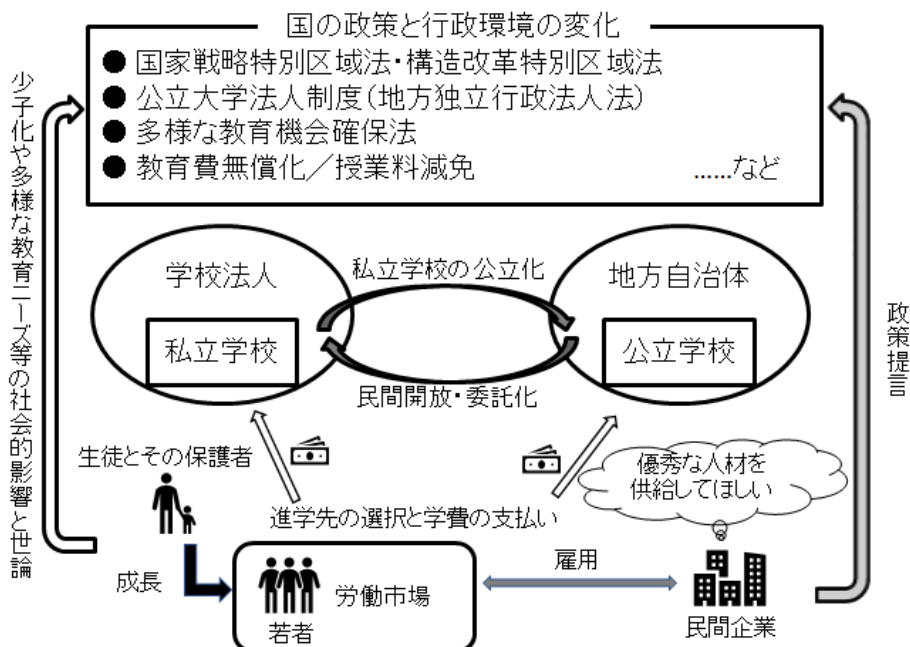 国の政策と行政環境の変化
● 国家戦略特別区域法・構造改革特別区域法
● 公立大学法人制度(地方独立行政法人法)
● 多様な教育機会確保法
● 教育費無償化／授業料減免 ……など
少子化や多様な教育ニーズ等の社会的影響と世論
学校法人
私立学校
私立学校の公立化
民間開放・委託化
地方自治体
公立学校
政策提言
生徒とその保護者
進学先の選択と学費の支払い
優秀な人材を
供給してほしい
成長
若者
労働市場
雇用
民間企業